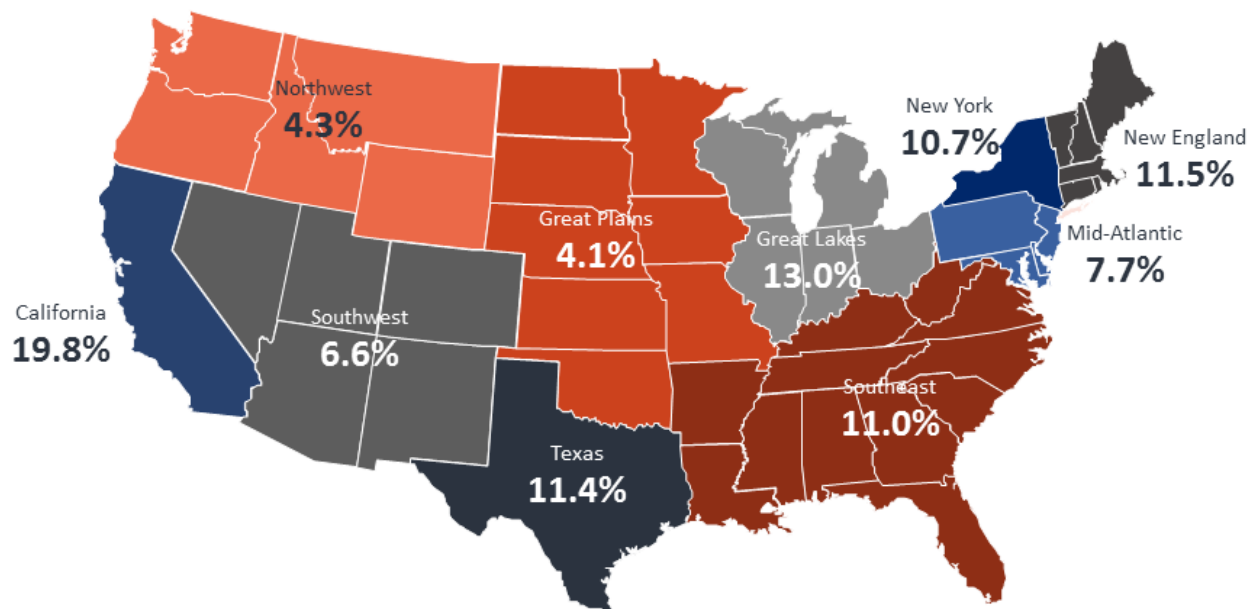 Northwest
4.3%
New York
10.7%
New England
11.5%
Great Plains
4.1%
Great Lakes
13.0%
Mid-Atlantic
7.7%
California
19.8%
Southwest
6.6%
Southeast
11.0%
Texas
11.4%